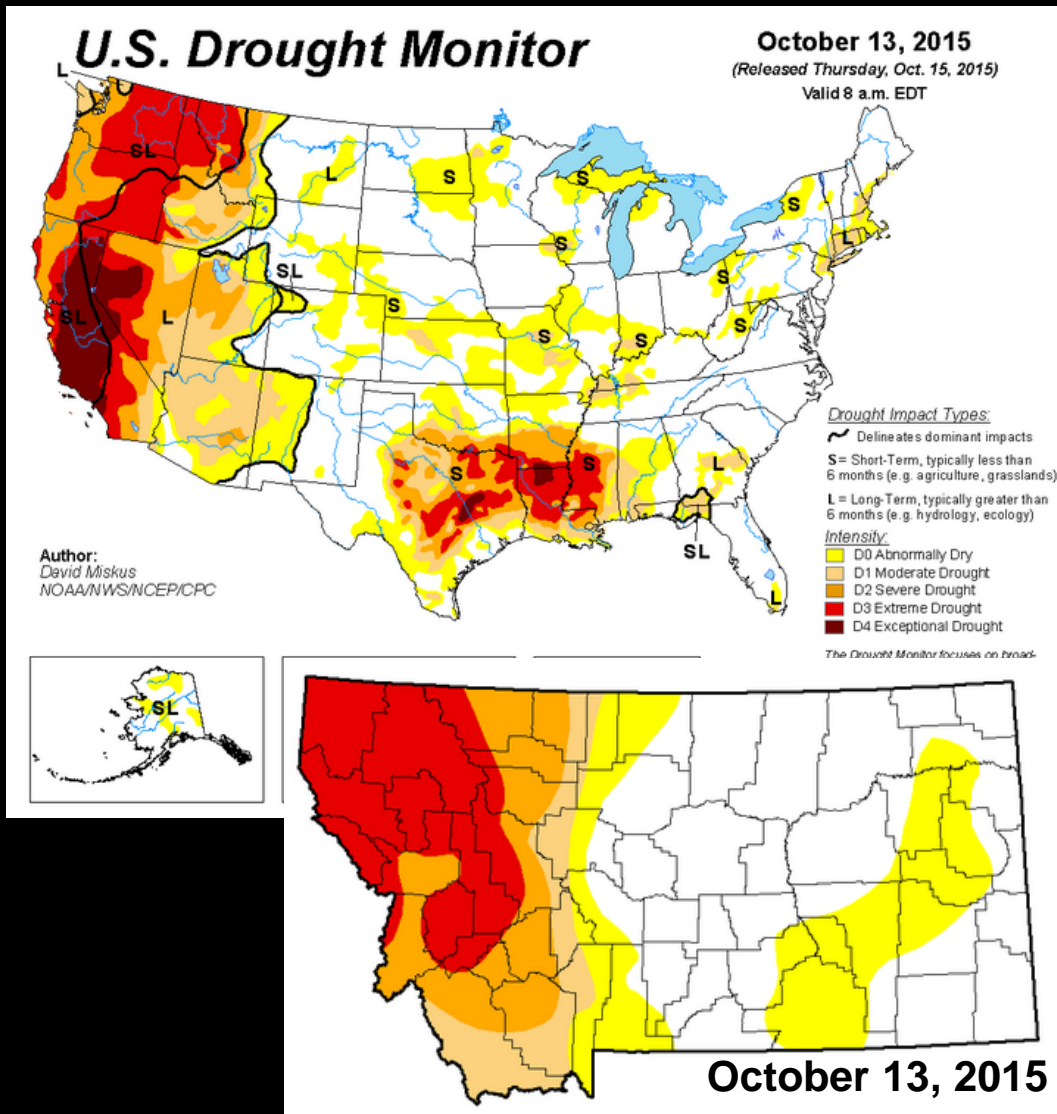 U.S. Drought Monitor
October 13, 2015
(Released Thursday, Oct. 15, 2015)
Valid 8 a.m. EDT
L
SL
L
S
S
S
S
L
SL
S
S
S
SL
L
S
S
S
S
S
L
SL
L
Drought Impact Types:
Delineates dominant impacts
S = Short-Term, typically less than
6 months (e.g. agriculture, grasslands)
L = Long-Term, typically greater than
6 months (e.g. hydrology, ecology)
Intensity:
D0 Abnormally Dry
D1 Moderate Drought
D2 Severe Drought
D3 Extreme Drought
D4 Exceptional Drought
The Drought Monitor focuses on broad-
Author:
David Miskus
NOAA/NWS/NCEP/CPC
SL
October 13, 2015